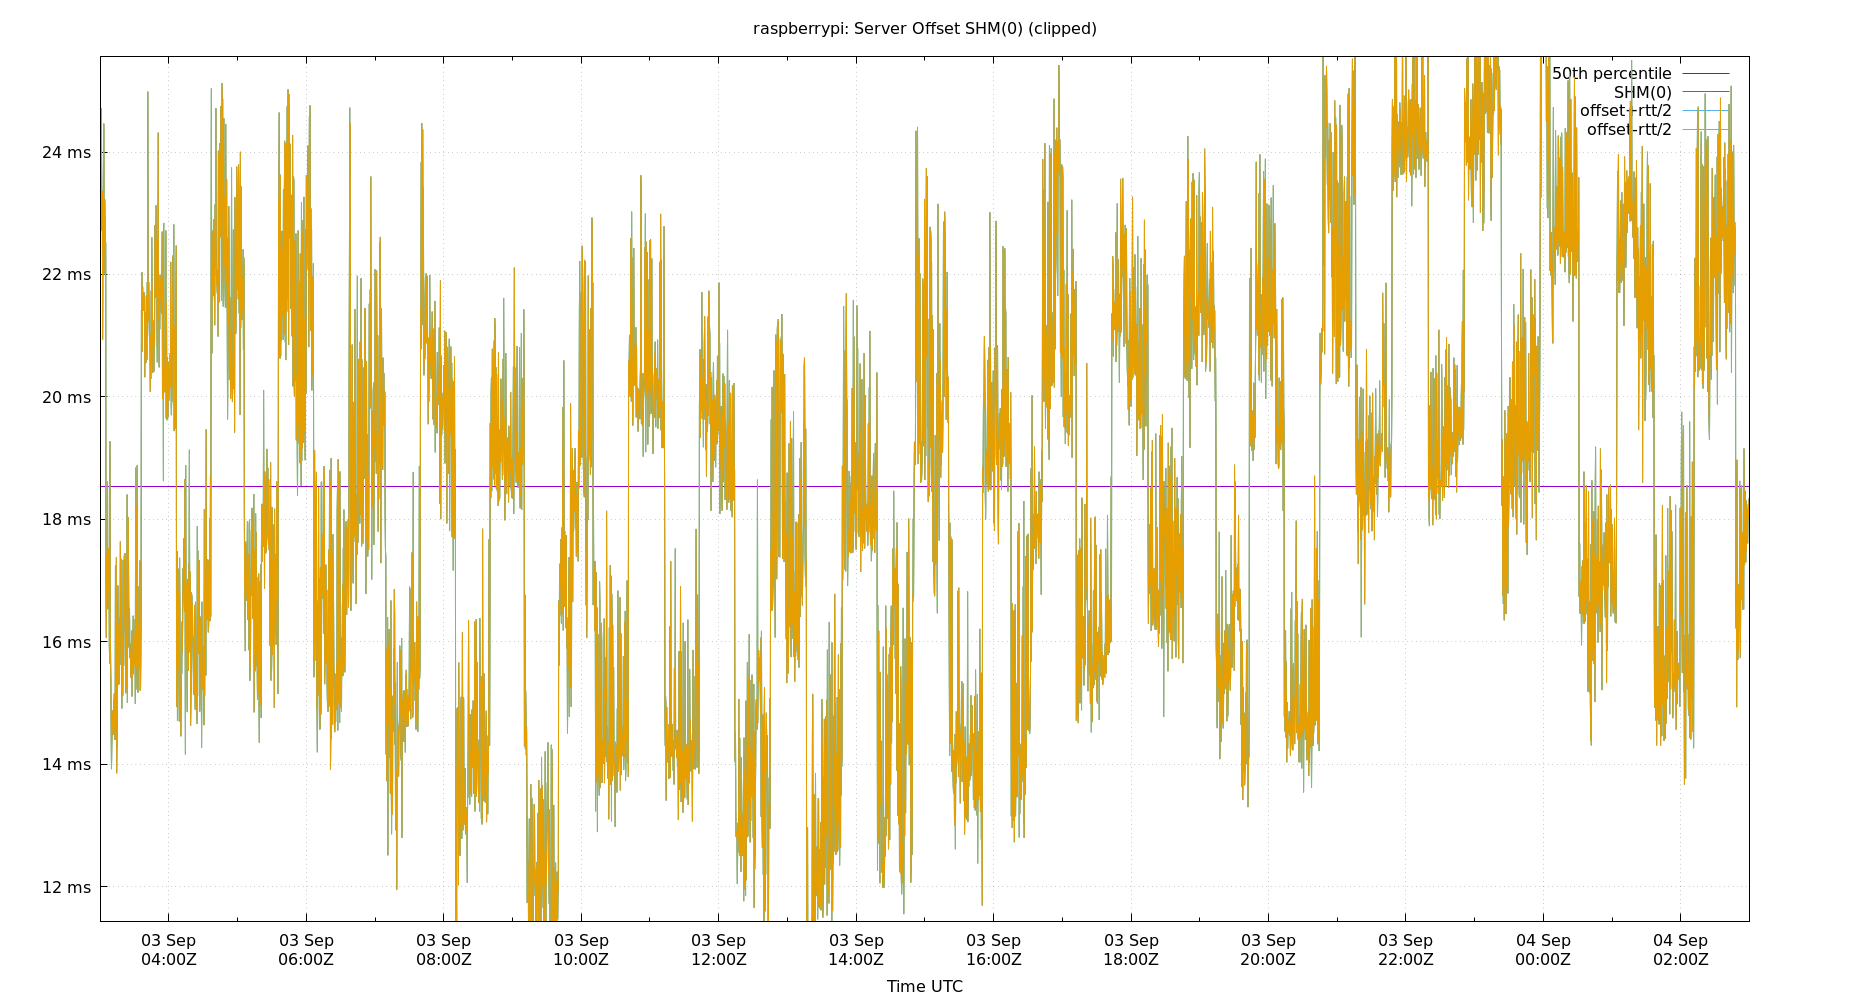 raspberrypi: Server Offset SHM(0) (clipped)
50th percentile
SHM(0)
offset+rtt/2
offset-rtt/2
24 ms
22 ms
20 ms
18 ms
16 ms
14 ms
12 ms
03 Sep 03 Sep 03 Sep 03 Sep 03 Sep 03 Sep 03 Sep 03 Sep 03 Sep 03 Sep 04 Sep 04 Sep
04:00Z 06:00Z 08:00Z 10:00Z 12:00Z 14:00Z 16:00Z 18:00Z 20:00Z 22:00Z 00:00Z 02:00Z
Time UTC